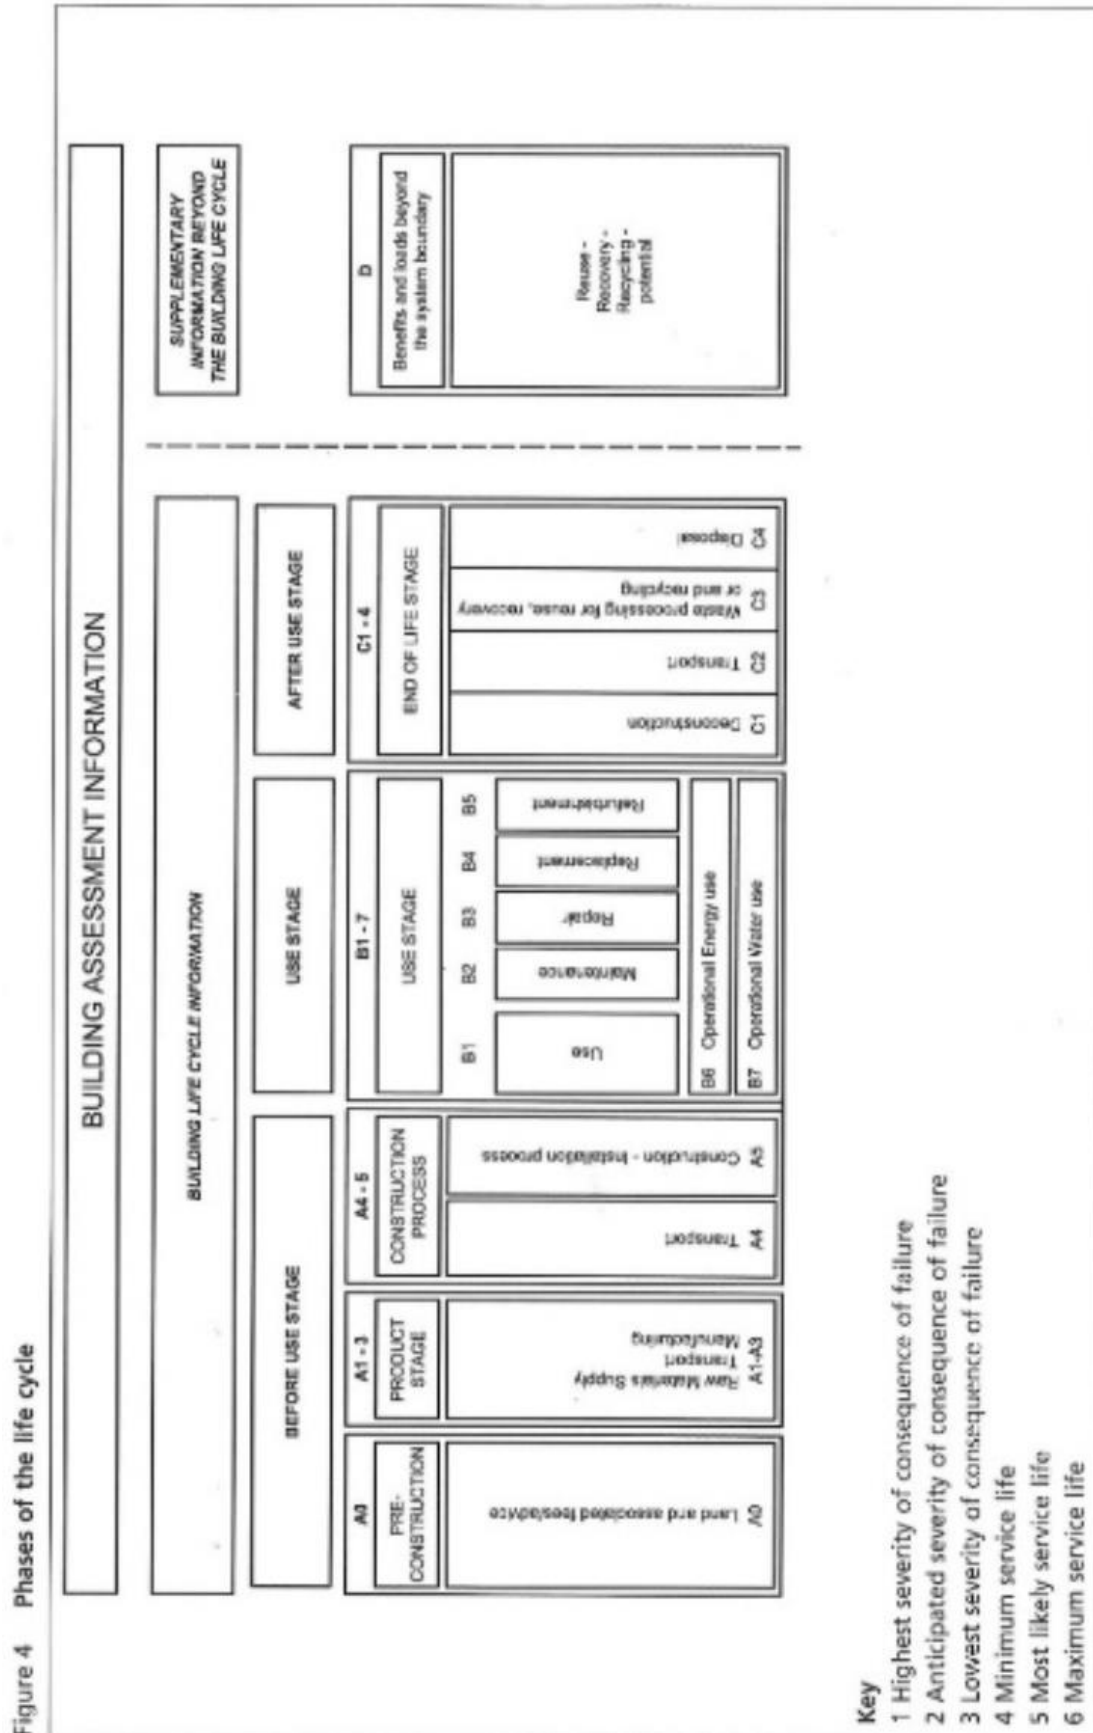 Figure 4 Phases of the life cycle
BUILDING ASSESSMENT INFORMATION
BUILDING LIFE CYCLE INFORMATION
SUPPLEMENTARY
INFORMATION BEYOND
THE BUILDING LIFE CYCLE
BEFORE USE STAGE
USE STAGE
AFTER USE STAGE
A0
PRE-
CONSTRUCTION
Land and associated fees/advice
A0
A1 - 3
PRODUCT
STAGE
Raw Materials Supply
Transport
Manufacturing
A1-A3
A4 - 5
CONSTRUCTION
PROCESS
Transport
A4
Construction - Installation process
A5
B1 - 7
USE STAGE
B1
Use
B2
Maintenance
B3
Repair
B4
Replacement
B5
Refurbishment
B6 Operational Energy use
B7 Operational Water use
C1 - 4
END OF LIFE STAGE
Deconstruction
C1
Transport
C2
Waste processing for reuse, recovery
or and recycling
C3
Disposal
C4
D
Benefits and loads beyond
the system boundary
Reuse -
Recovery -
Recycling -
potential
Key
1 Highest severity of consequence of failure
2 Anticipated severity of consequence of failure
3 Lowest severity of consequence of failure
4 Minimum service life
5 Most likely service life
6 Maximum service life